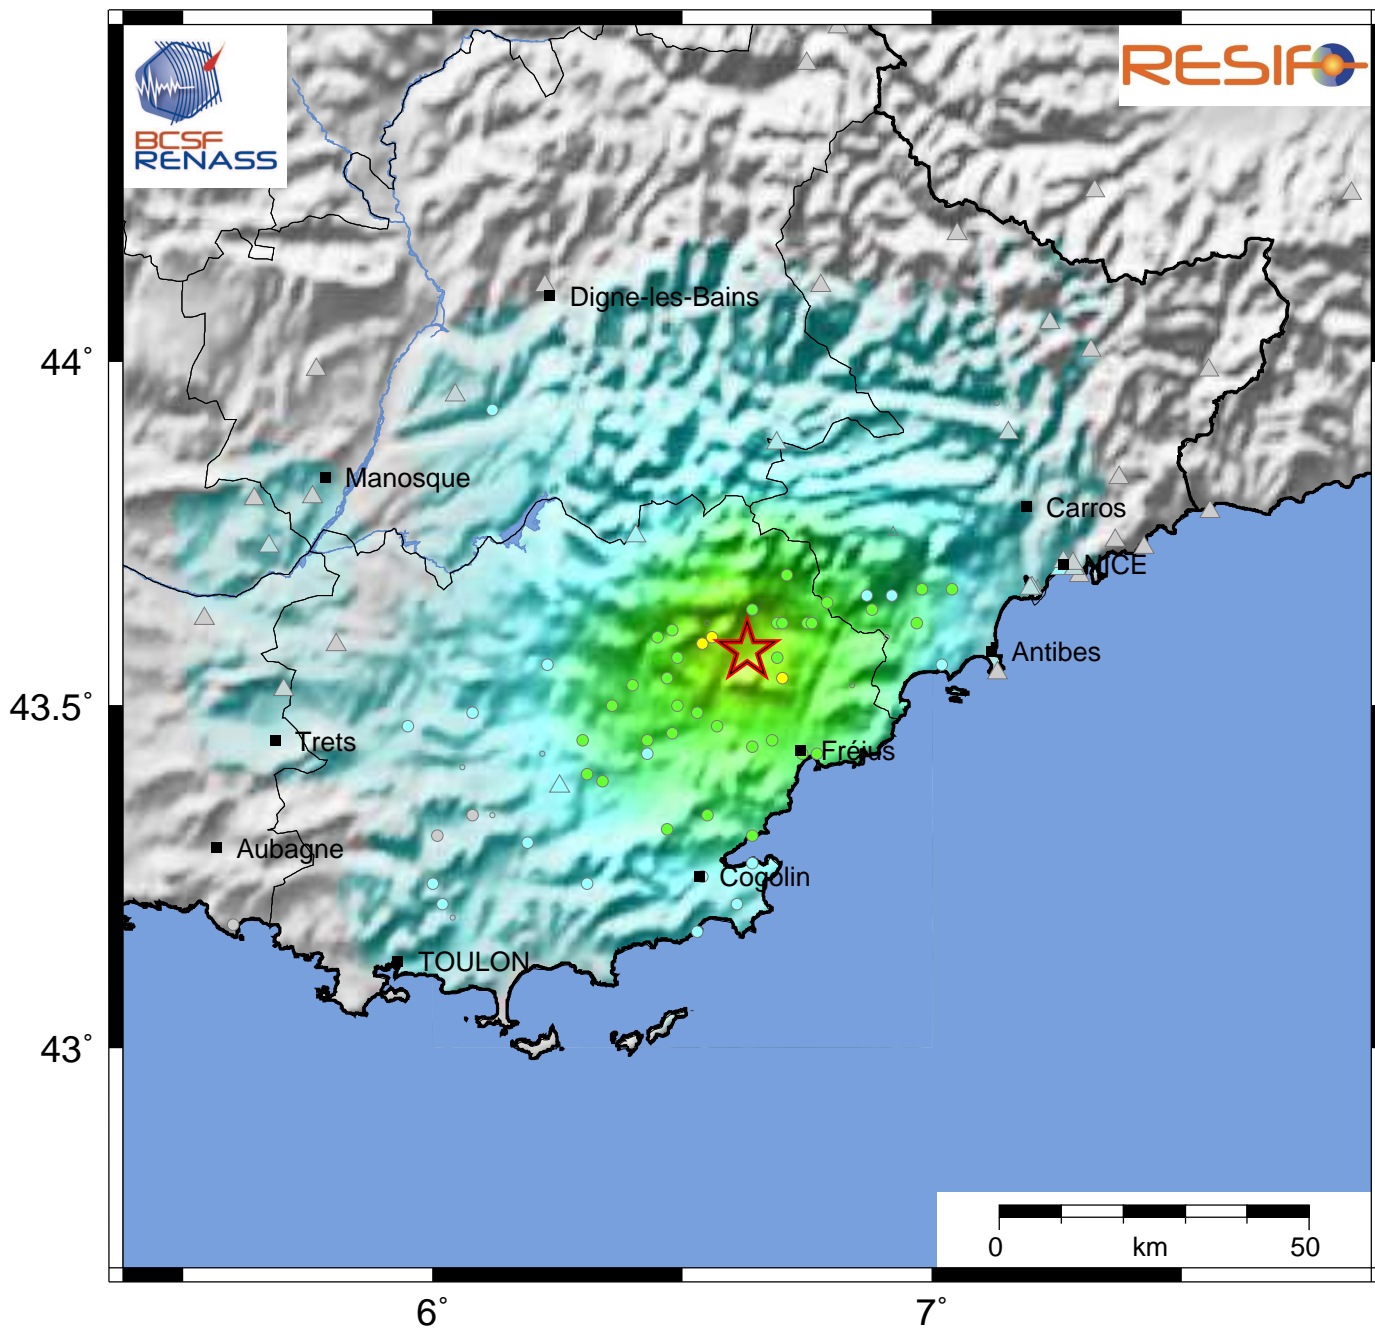 BCSF
RENASS
RESIF
Digne-les-Bains
44°
Manosque
Carros
NICE
Antibes
43.5°
Trets
Fréjus
Aubagne
Cogolin
TOULON
43°
0 km 50
6° 7°